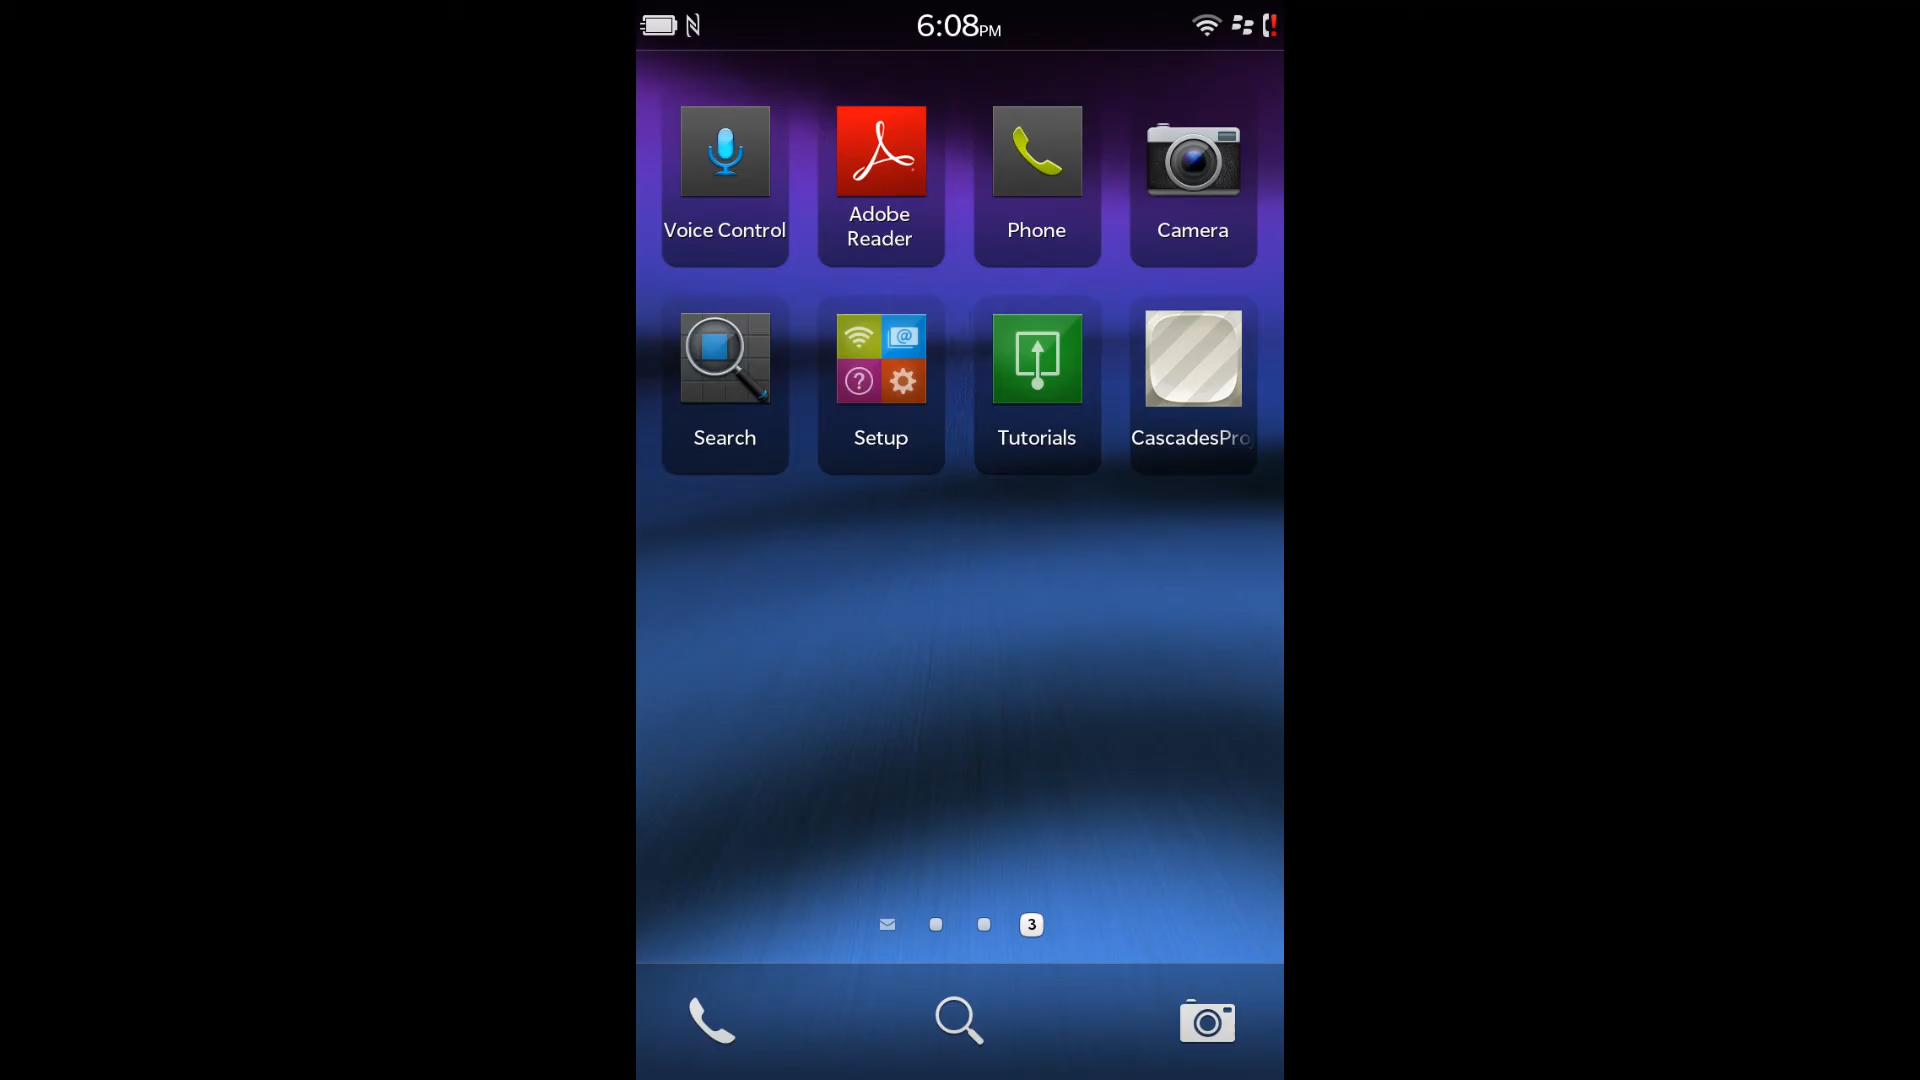 6:08PM
Voice Control
Adobe
Reader
Phone
Camera
Search
Setup
Tutorials
CascadesPro
3